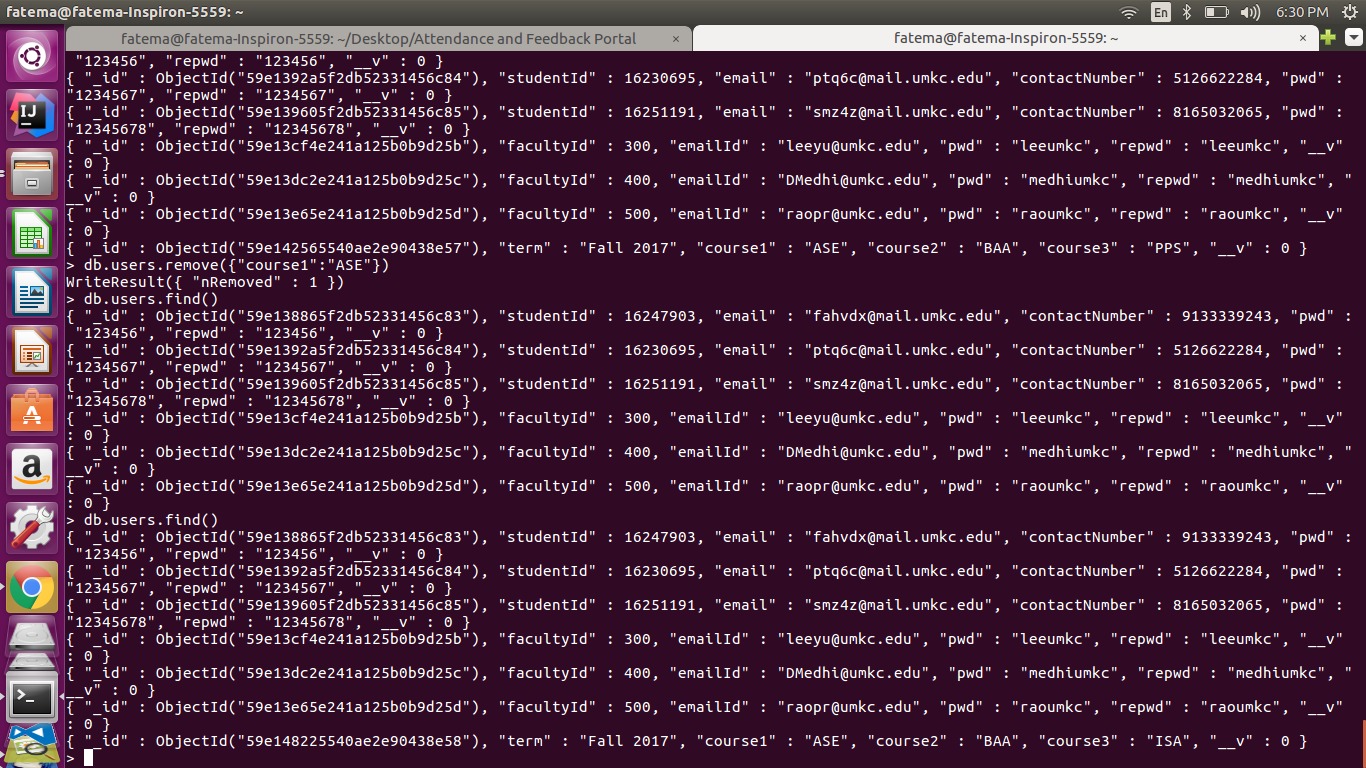 fatema@fatema-Inspiron-5559: ~
En
6:30 PM
fatema@fatema-Inspiron-5559: ~/Desktop/Attendance and Feedback Portal ×
fatema@fatema-Inspiron-5559: ~ ×
"123456", "repwd" : "123456", "__v" : 0 }
{ "_id" : ObjectId("59e1392a5f2db52331456c84"), "studentId" : 16230695, "email" : "ptq6c@mail.umkc.edu", "contactNumber" : 5126622284, "pwd" :
"1234567", "repwd" : "1234567", "__v" : 0 }
{ "_id" : ObjectId("59e139605f2db52331456c85"), "studentId" : 16251191, "email" : "smz4z@mail.umkc.edu", "contactNumber" : 8165032065, "pwd" :
"12345678", "repwd" : "12345678", "__v" : 0 }
{ "_id" : ObjectId("59e13cf4e241a125b0b9d25b"), "facultyId" : 300, "emailId" : "leeyu@umkc.edu", "pwd" : "leeumkc", "repwd" : "leeumkc", "__v"
: 0 }
{ "_id" : ObjectId("59e13dc2e241a125b0b9d25c"), "facultyId" : 400, "emailId" : "DMedhi@umkc.edu", "pwd" : "medhiumkc", "repwd" : "medhiumkc", "
__v" : 0 }
{ "_id" : ObjectId("59e13e65e241a125b0b9d25d"), "facultyId" : 500, "emailId" : "raopr@umkc.edu", "pwd" : "raoumkc", "repwd" : "raoumkc", "__v"
: 0 }
{ "_id" : ObjectId("59e142565540ae2e90438e57"), "term" : "Fall 2017", "course1" : "ASE", "course2" : "BAA", "course3" : "PPS", "__v" : 0 }
> db.users.remove({"course1":"ASE"})
WriteResult({ "nRemoved" : 1 })
> db.users.find()
{ "_id" : ObjectId("59e138865f2db52331456c83"), "studentId" : 16247903, "email" : "fahvdx@mail.umkc.edu", "contactNumber" : 9133339243, "pwd" :
"123456", "repwd" : "123456", "__v" : 0 }
{ "_id" : ObjectId("59e1392a5f2db52331456c84"), "studentId" : 16230695, "email" : "ptq6c@mail.umkc.edu", "contactNumber" : 5126622284, "pwd" :
"1234567", "repwd" : "1234567", "__v" : 0 }
{ "_id" : ObjectId("59e139605f2db52331456c85"), "studentId" : 16251191, "email" : "smz4z@mail.umkc.edu", "contactNumber" : 8165032065, "pwd" :
"12345678", "repwd" : "12345678", "__v" : 0 }
{ "_id" : ObjectId("59e13cf4e241a125b0b9d25b"), "facultyId" : 300, "emailId" : "leeyu@umkc.edu", "pwd" : "leeumkc", "repwd" : "leeumkc", "__v"
: 0 }
{ "_id" : ObjectId("59e13dc2e241a125b0b9d25c"), "facultyId" : 400, "emailId" : "DMedhi@umkc.edu", "pwd" : "medhiumkc", "repwd" : "medhiumkc", "
__v" : 0 }
{ "_id" : ObjectId("59e13e65e241a125b0b9d25d"), "facultyId" : 500, "emailId" : "raopr@umkc.edu", "pwd" : "raoumkc", "repwd" : "raoumkc", "__v"
: 0 }
> db.users.find()
{ "_id" : ObjectId("59e138865f2db52331456c83"), "studentId" : 16247903, "email" : "fahvdx@mail.umkc.edu", "contactNumber" : 9133339243, "pwd" :
"123456", "repwd" : "123456", "__v" : 0 }
{ "_id" : ObjectId("59e1392a5f2db52331456c84"), "studentId" : 16230695, "email" : "ptq6c@mail.umkc.edu", "contactNumber" : 5126622284, "pwd" :
"1234567", "repwd" : "1234567", "__v" : 0 }
{ "_id" : ObjectId("59e139605f2db52331456c85"), "studentId" : 16251191, "email" : "smz4z@mail.umkc.edu", "contactNumber" : 8165032065, "pwd" :
"12345678", "repwd" : "12345678", "__v" : 0 }
{ "_id" : ObjectId("59e13cf4e241a125b0b9d25b"), "facultyId" : 300, "emailId" : "leeyu@umkc.edu", "pwd" : "leeumkc", "repwd" : "leeumkc", "__v"
: 0 }
{ "_id" : ObjectId("59e13dc2e241a125b0b9d25c"), "facultyId" : 400, "emailId" : "DMedhi@umkc.edu", "pwd" : "medhiumkc", "repwd" : "medhiumkc", "
__v" : 0 }
{ "_id" : ObjectId("59e13e65e241a125b0b9d25d"), "facultyId" : 500, "emailId" : "raopr@umkc.edu", "pwd" : "raoumkc", "repwd" : "raoumkc", "__v"
: 0 }
{ "_id" : ObjectId("59e148225540ae2e90438e58"), "term" : "Fall 2017", "course1" : "ASE", "course2" : "BAA", "course3" : "ISA", "__v" : 0 }
>